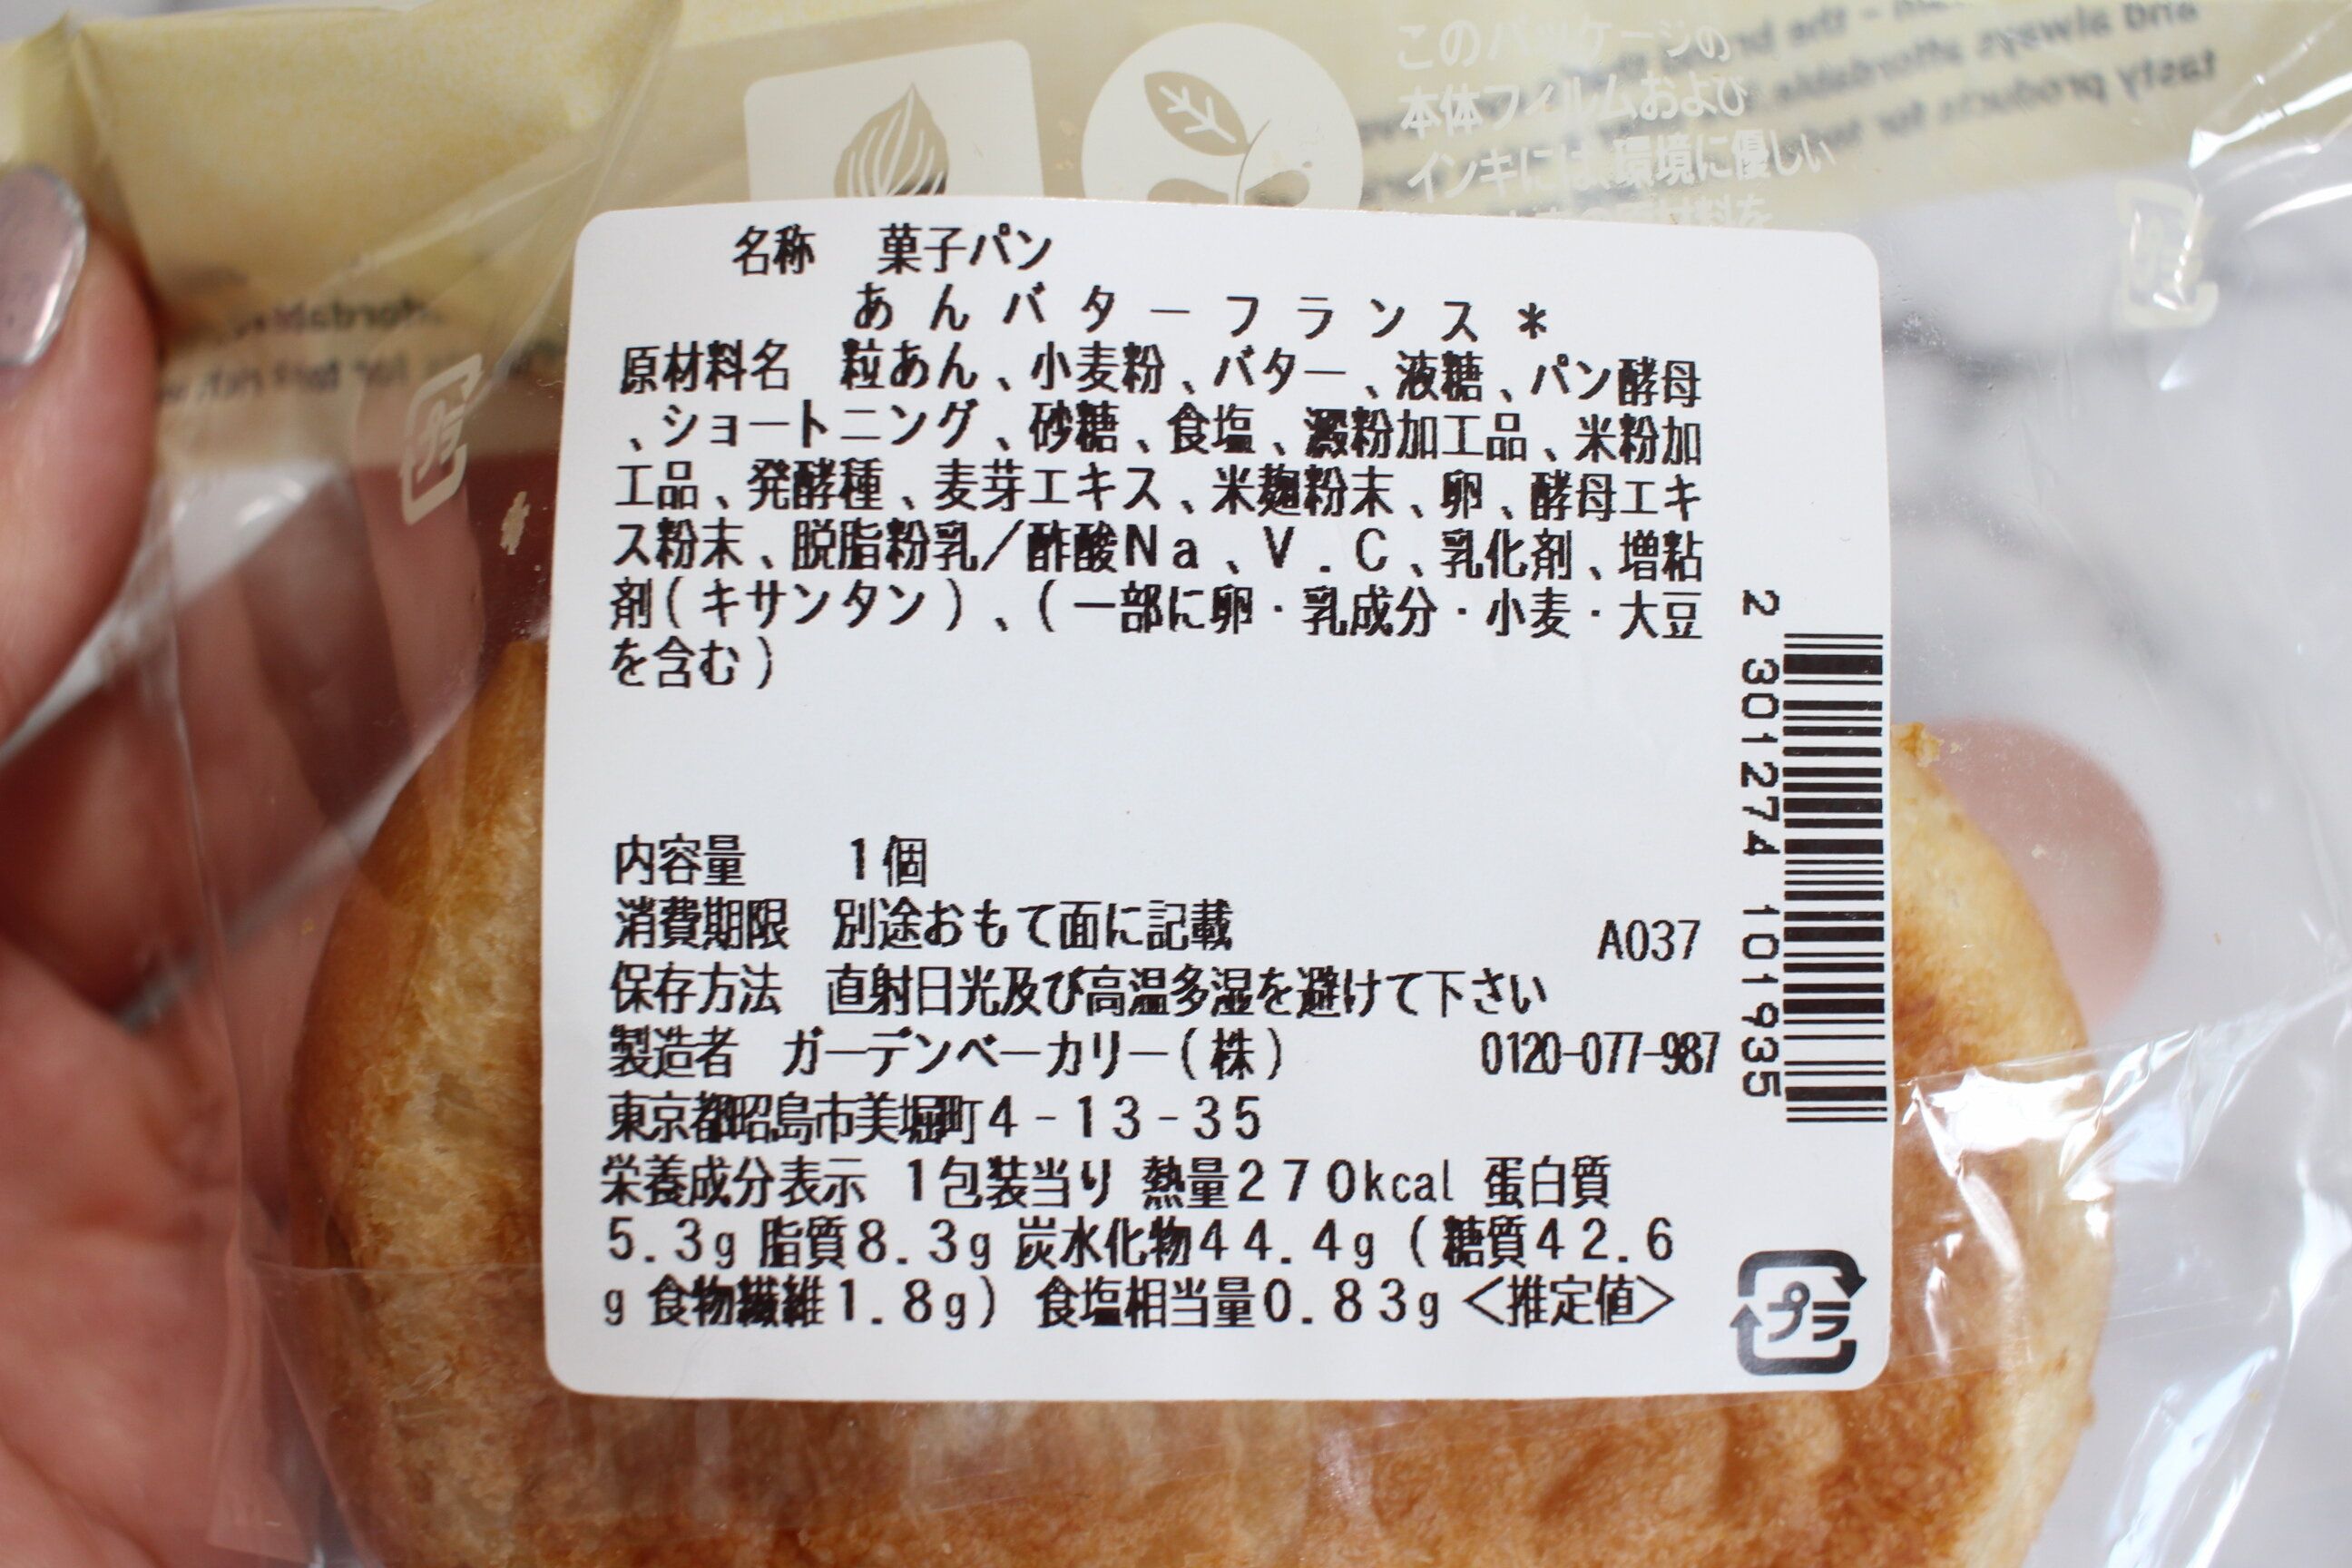 このパッケージの
本体フィルムおよび
インキには、環境に優しい
名称 菓子パン
あんバターフランス*
原材料名 粒あん、小麦粉、バター、液糖、パン酵母
、ショートニング、砂糖、食塩、澱粉加工品、米粉加
工品、発酵種、麦芽エキス、米麹粉末、卵、酵母エキ
ス粉末、脱脂粉乳/酢酸Na、V.C、乳化剤、増粘
剤(キサンタン)、(一部に卵・乳成分・小麦・大豆
を含む)
内容量 1個
消費期限 別途おもて面に記載
A037
保存方法 直射日光及び高温多湿を避けて下さい
製造者 ガーデンベーカリー(株) 0120-077-987
東京都昭島市美堀町4-13-35
栄養成分表示 1包装当り 熱量270kcal 蛋白質
5.3g 脂質8.3g 炭水化物44.4g (糖質42.6
g 食物繊維1.8g) 食塩相当量0.83g <推定値>
2 301274 101935
プラ